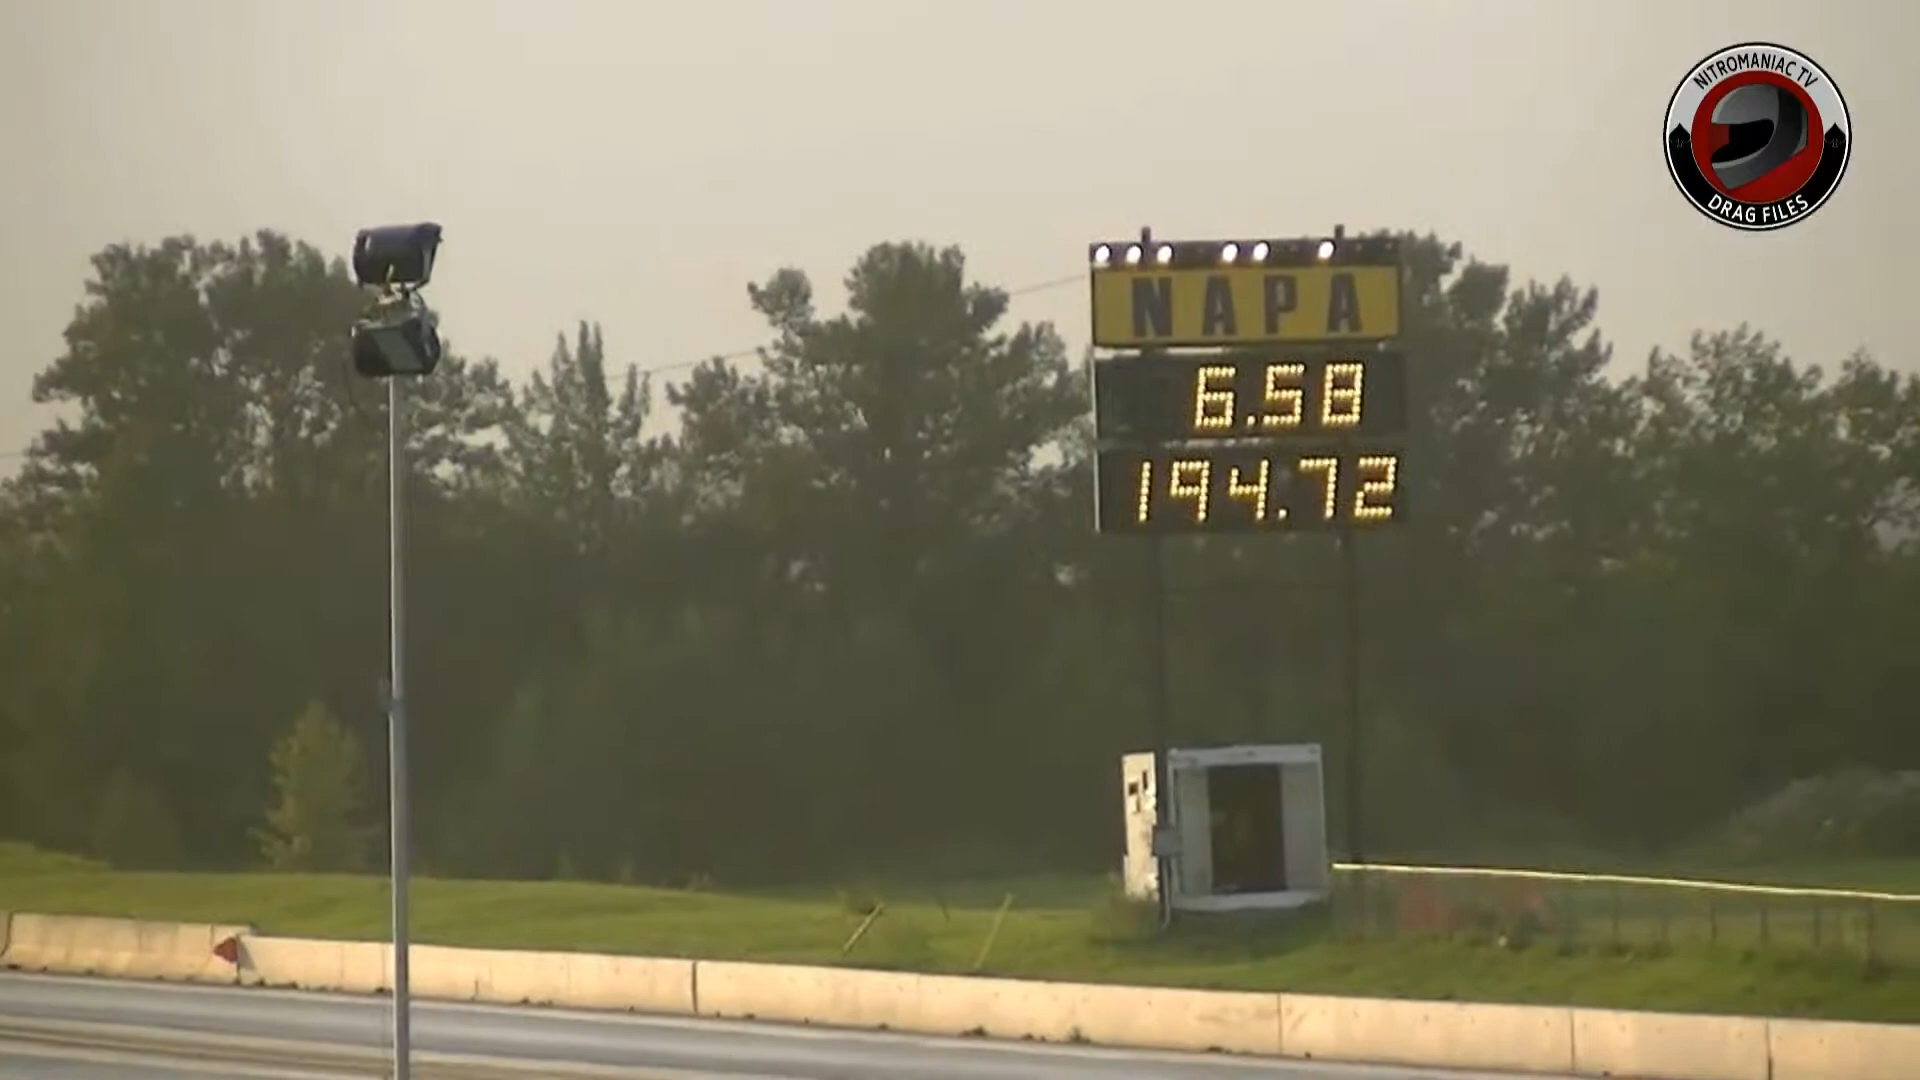 NITROMANIAC TV
DRAG FILES
NAPA
6.58
194.72